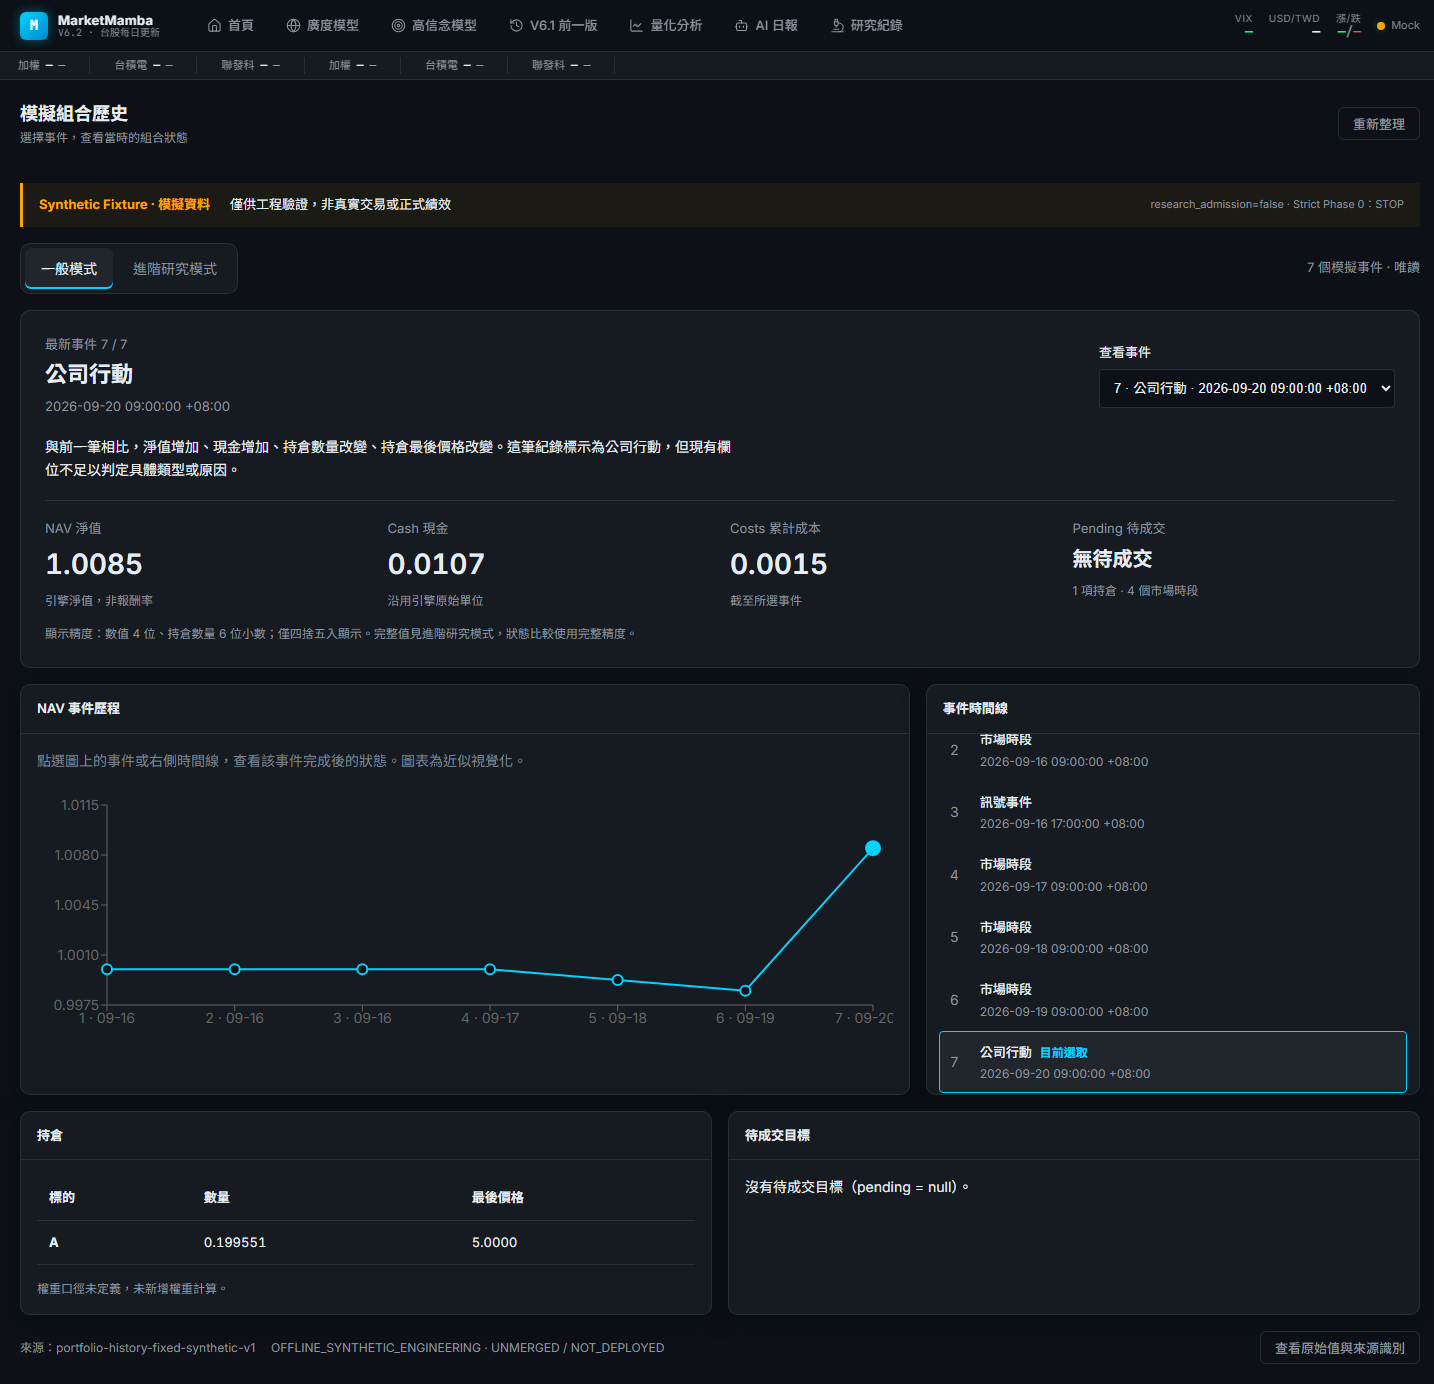 M MarketMamba
V6.2 · 台股每日更新
首頁 廣度模型 高信念模型 V6.1 前一版 量化分析 AI 日報 研究紀錄
VIX USD/TWD 漲/跌
— — —/—
Mock
加權 — — 台積電 — — 聯發科 — — 加權 — — 台積電 — — 聯發科 — —
模擬組合歷史
選擇事件，查看當時的組合狀態
重新整理
Synthetic Fixture · 模擬資料 僅供工程驗證，非真實交易或正式績效
research_admission=false · Strict Phase 0：STOP
一般模式 進階研究模式
7 個模擬事件 · 唯讀
最新事件 7 / 7
公司行動
2026-09-20 09:00:00 +08:00
查看事件
7 · 公司行動 · 2026-09-20 09:00:00 +08:00
與前一筆相比，淨值增加、現金增加、持倉數量改變、持倉最後價格改變。這筆紀錄標示為公司行動，但現有欄
位不足以判定具體類型或原因。
NAV 淨值
1.0085
引擎淨值，非報酬率
Cash 現金
0.0107
沿用引擎原始單位
Costs 累計成本
0.0015
截至所選事件
Pending 待成交
無待成交
1 項持倉 · 4 個市場時段
顯示精度：數值 4 位、持倉數量 6 位小數；僅四捨五入顯示。完整值見進階研究模式，狀態比較使用完整精度。
NAV 事件歷程
點選圖上的事件或右側時間線，查看該事件完成後的狀態。圖表為近似視覺化。
1.0115
1.0080
1.0045
1.0010
0.9975
1 · 09-16 2 · 09-16 3 · 09-16 4 · 09-17 5 · 09-18 6 · 09-19 7 · 09-20
事件時間線
2 市場時段
2026-09-16 09:00:00 +08:00
3 訊號事件
2026-09-16 17:00:00 +08:00
4 市場時段
2026-09-17 09:00:00 +08:00
5 市場時段
2026-09-18 09:00:00 +08:00
6 市場時段
2026-09-19 09:00:00 +08:00
7 公司行動 目前選取
2026-09-20 09:00:00 +08:00
持倉
標的 數量 最後價格
A 0.199551 5.0000
權重口徑未定義，未新增權重計算。
待成交目標
沒有待成交目標（pending = null）。
來源：portfolio-history-fixed-synthetic-v1 OFFLINE_SYNTHETIC_ENGINEERING · UNMERGED / NOT_DEPLOYED
查看原始值與來源識別